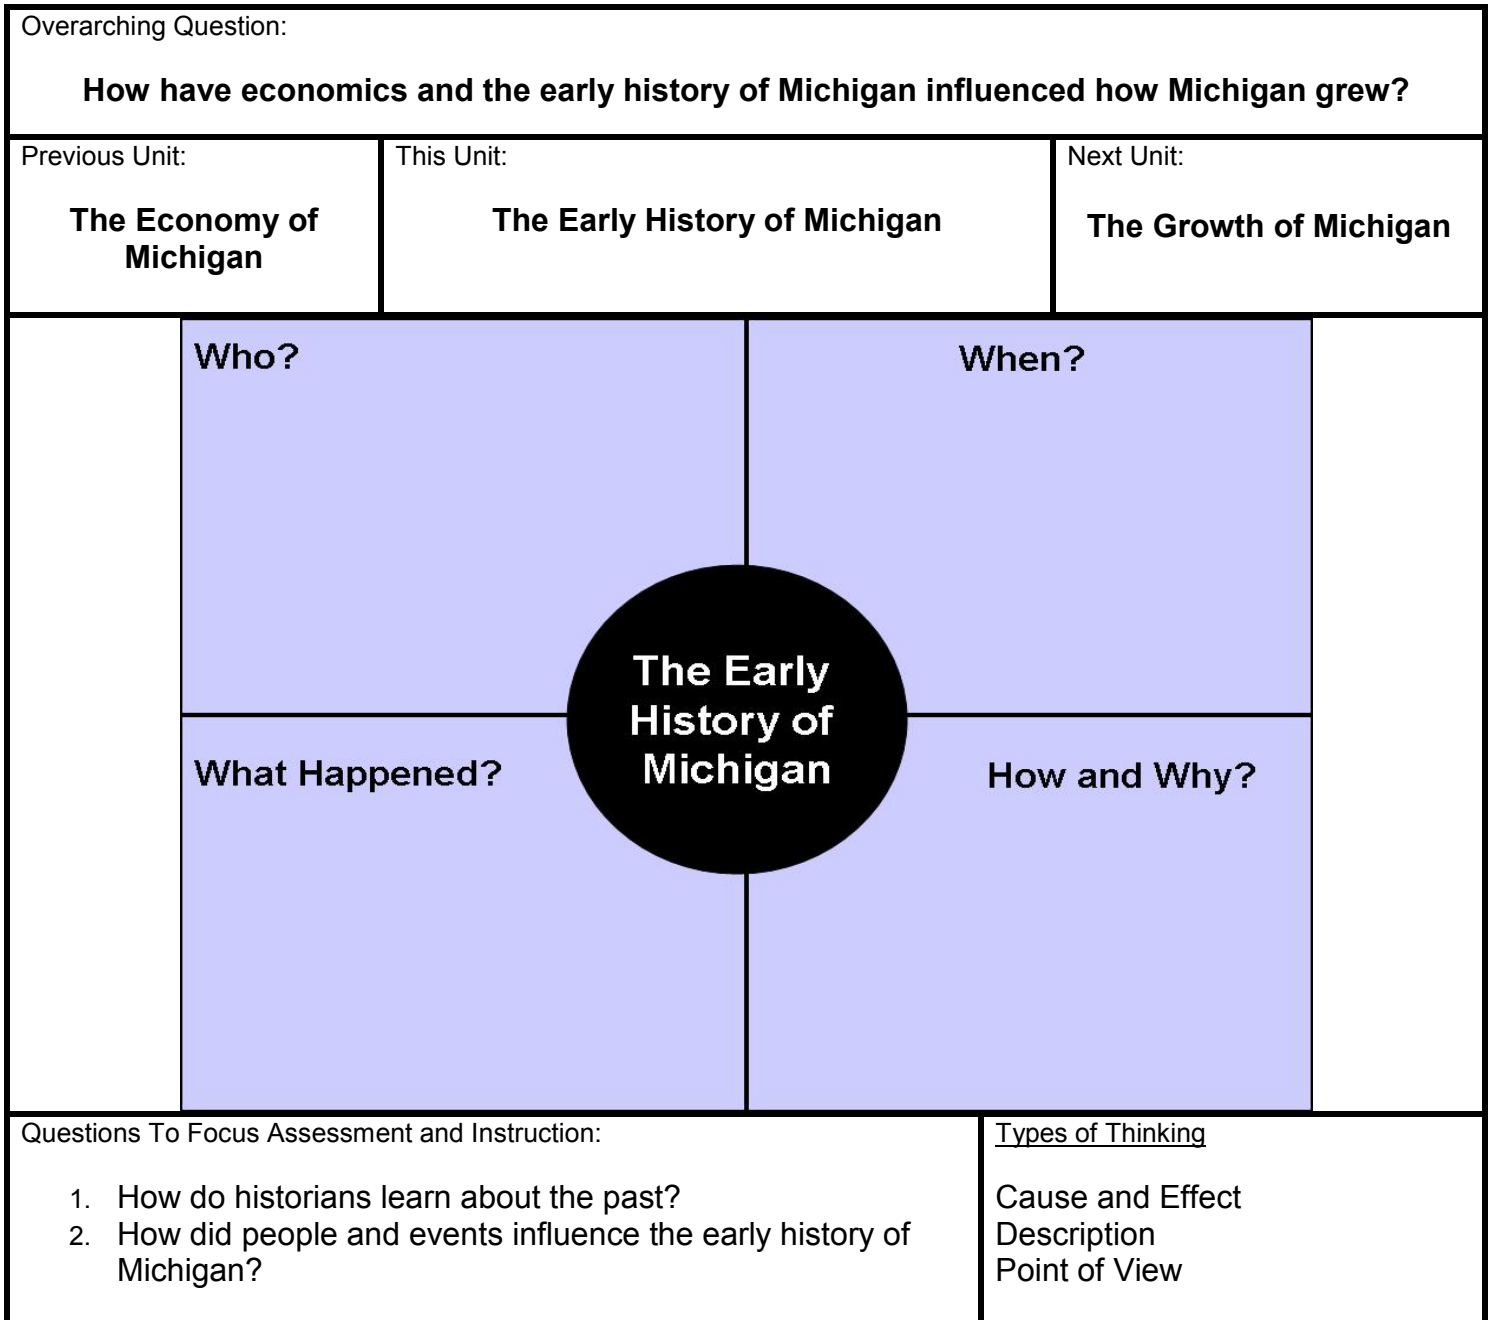 Overarching Question:
How have economics and the early history of Michigan influenced how Michigan grew?
Previous Unit:
The Economy of
Michigan
This Unit:
The Early History of Michigan
Next Unit:
The Growth of Michigan
Who?
When?
The Early
History of
Michigan
What Happened?
How and Why?
Questions To Focus Assessment and Instruction:
1. How do historians learn about the past?
2. How did people and events influence the early history of
Michigan?
Types of Thinking
Cause and Effect
Description
Point of View